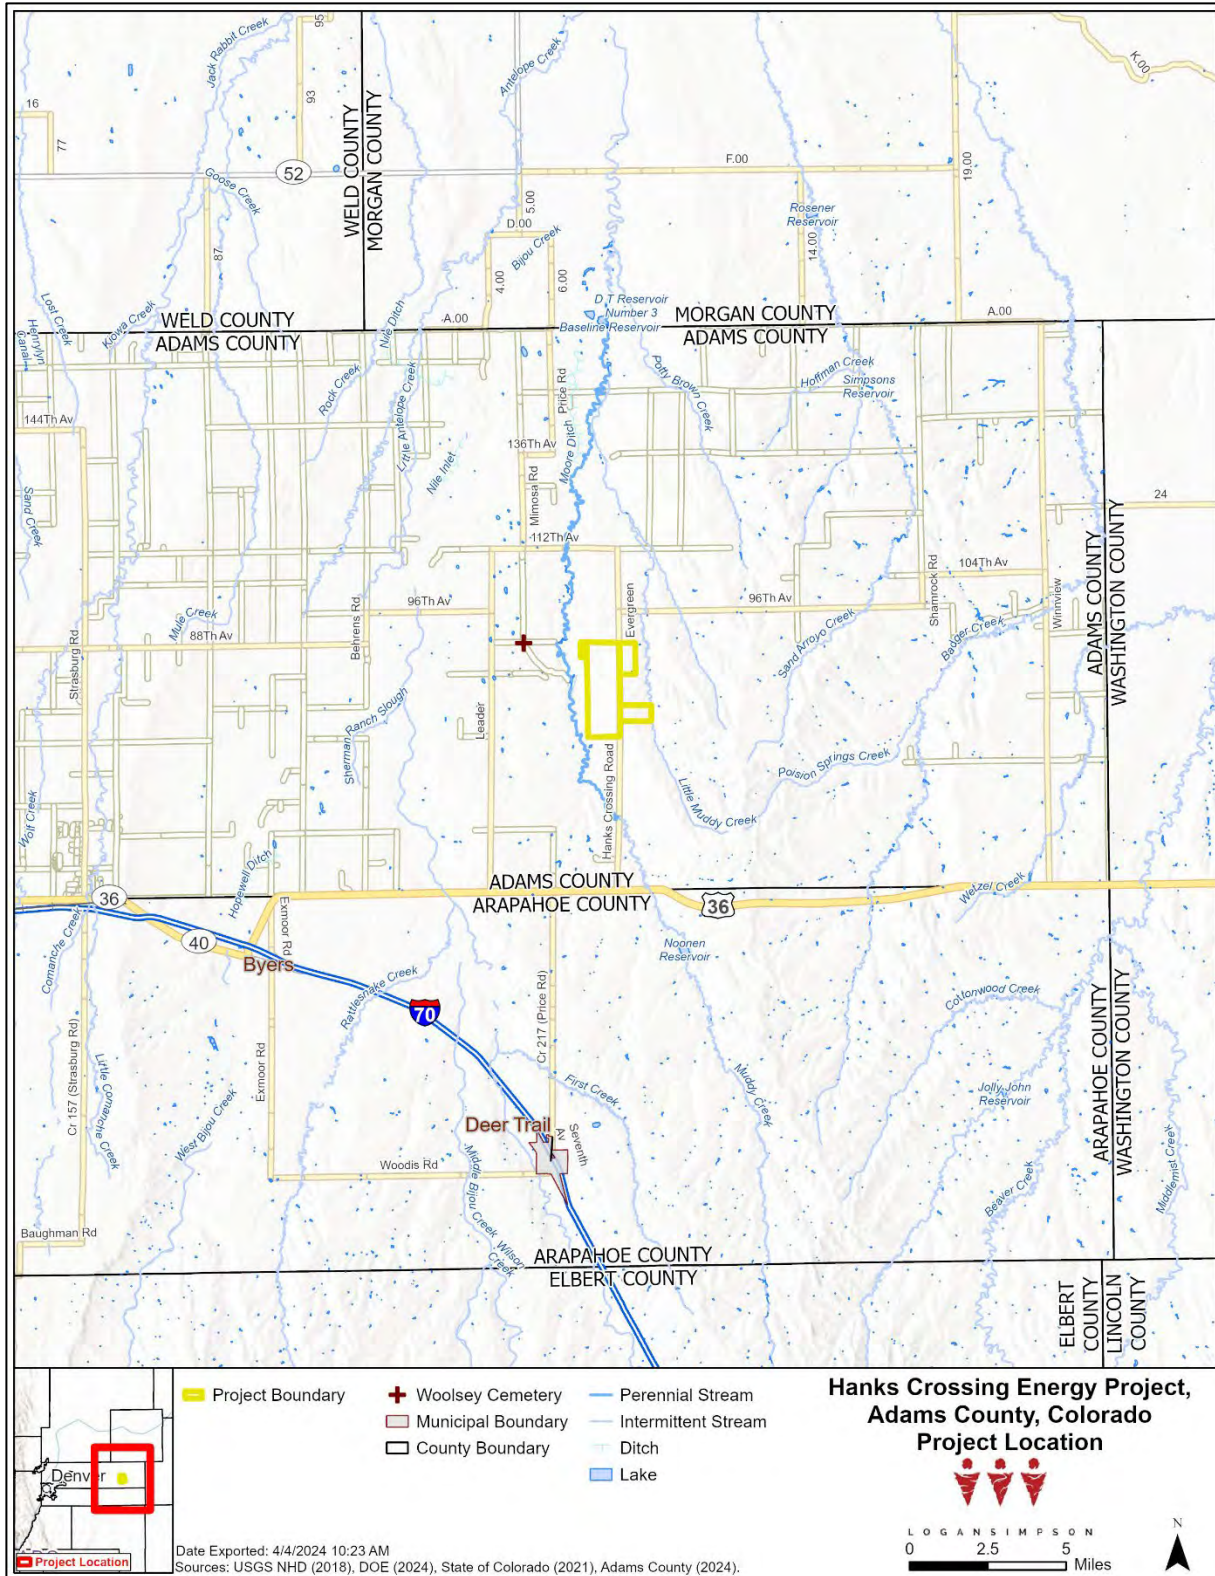 Jack Rabbit Creek
95
Antelope Creek
K.00
16
93
77
WELD COUNTY
MORGAN COUNTY
F.00
19.00
52
Goose Creek
Rosener
Reservoir
5.00
D.00
14.00
87
Bijou Creek
4.00
6.00
Lost Creek
Henrylyn
Canal
Kiowa Creek
Nile Ditch
D T Reservoir
Number 3
Baseline Reservoir
WELD COUNTY
ADAMS COUNTY
A.00
MORGAN COUNTY
ADAMS COUNTY
A.00
Rock Creek
Little Antelope Creek
Price Rd
Potty Brown Creek
Hoffman Creek
Simpsons
Reservoir
144Th Av
136Th Av
Moore Ditch
Nile Inlet
Mimosa Rd
Sand Creek
24
112Th Av
ADAMS COUNTY
WASHINGTON COUNTY
104Th Av
Shamrock Rd
Winnview
96Th Av
96Th Av
Evergreen
Mule Creek
88Th Av
Behrens Rd
Strasburg Rd
Sand Arroyo Creek
Badger Creek
Leader
Sherman Ranch Slough
Hanks Crossing Road
Poision Springs Creek
Little Muddy Creek
Wolf Creek
Hopewell Ditch
ADAMS COUNTY
ARAPAHOE COUNTY
36
36
Wetzel Creek
Exmoor Rd
40
Byers
Comanche Creek
Noonen
Reservoir
Rattlesnake Creek
70
Cottonwood Creek
Cr 217 (Price Rd)
ARAPAHOE COUNTY
WASHINGTON COUNTY
Cr 157 (Strasburg Rd)
Exmoor Rd
Little Comanche Creek
West Bijou Creek
First Creek
Muddy Creek
Jolly John
Reservoir
Deer Trail
Seventh
Av
Woodis Rd
Middle Bijou Creek
Wilson
Creek
Beaver Creek
Middlemist Creek
Baughman Rd
ARAPAHOE COUNTY
ELBERT COUNTY
ELBERT
COUNTY
LINCOLN
COUNTY
Denver
Project Location
Project Boundary
Woolsey Cemetery
Municipal Boundary
County Boundary
Perennial Stream
Intermittent Stream
Ditch
Lake
Hanks Crossing Energy Project,
Adams County, Colorado
Project Location
LOGANSIMPSON
0 2.5 5
Miles
N
Date Exported: 4/4/2024 10:23 AM
Sources: USGS NHD (2018), DOE (2024), State of Colorado (2021), Adams County (2024).